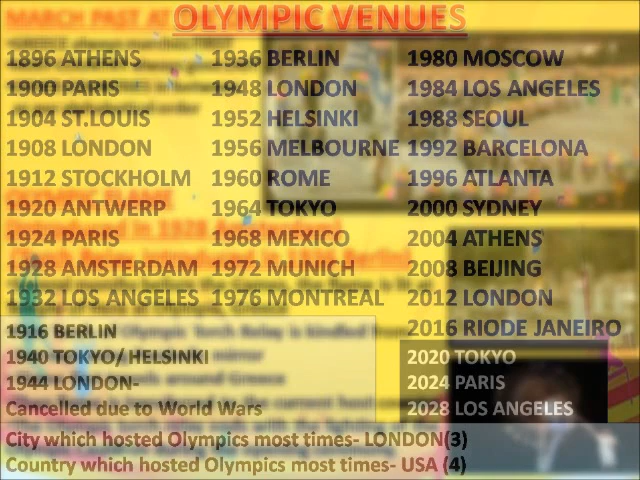 MARCH PAST AT
OLYMPIC VENUES
1896 ATHENS
1900 PARIS
1904 ST.LOUIS
1908 LONDON
1912 STOCKHOLM
1920 ANTWERP
1924 PARIS
1928 AMSTERDAM
1932 LOS ANGELES
1936 BERLIN
1948 LONDON
1952 HELSINKI
1956 MELBOURNE
1960 ROME
1964 TOKYO
1968 MEXICO
1972 MUNICH
1976 MONTREAL
1980 MOSCOW
1984 LOS ANGELES
1988 SEOUL
1992 BARCELONA
1996 ATLANTA
2000 SYDNEY
2004 ATHENS
2008 BEIJING
2012 LONDON
2016 RIODE JANEIRO
1916 BERLIN
1940 TOKYO/ HELSINKI
1944 LONDON-
Cancelled due to World Wars
2020 TOKYO
2024 PARIS
2028 LOS ANGELES
City which hosted Olympics most times- LONDON(3)
Country which hosted Olympics most times- USA (4)